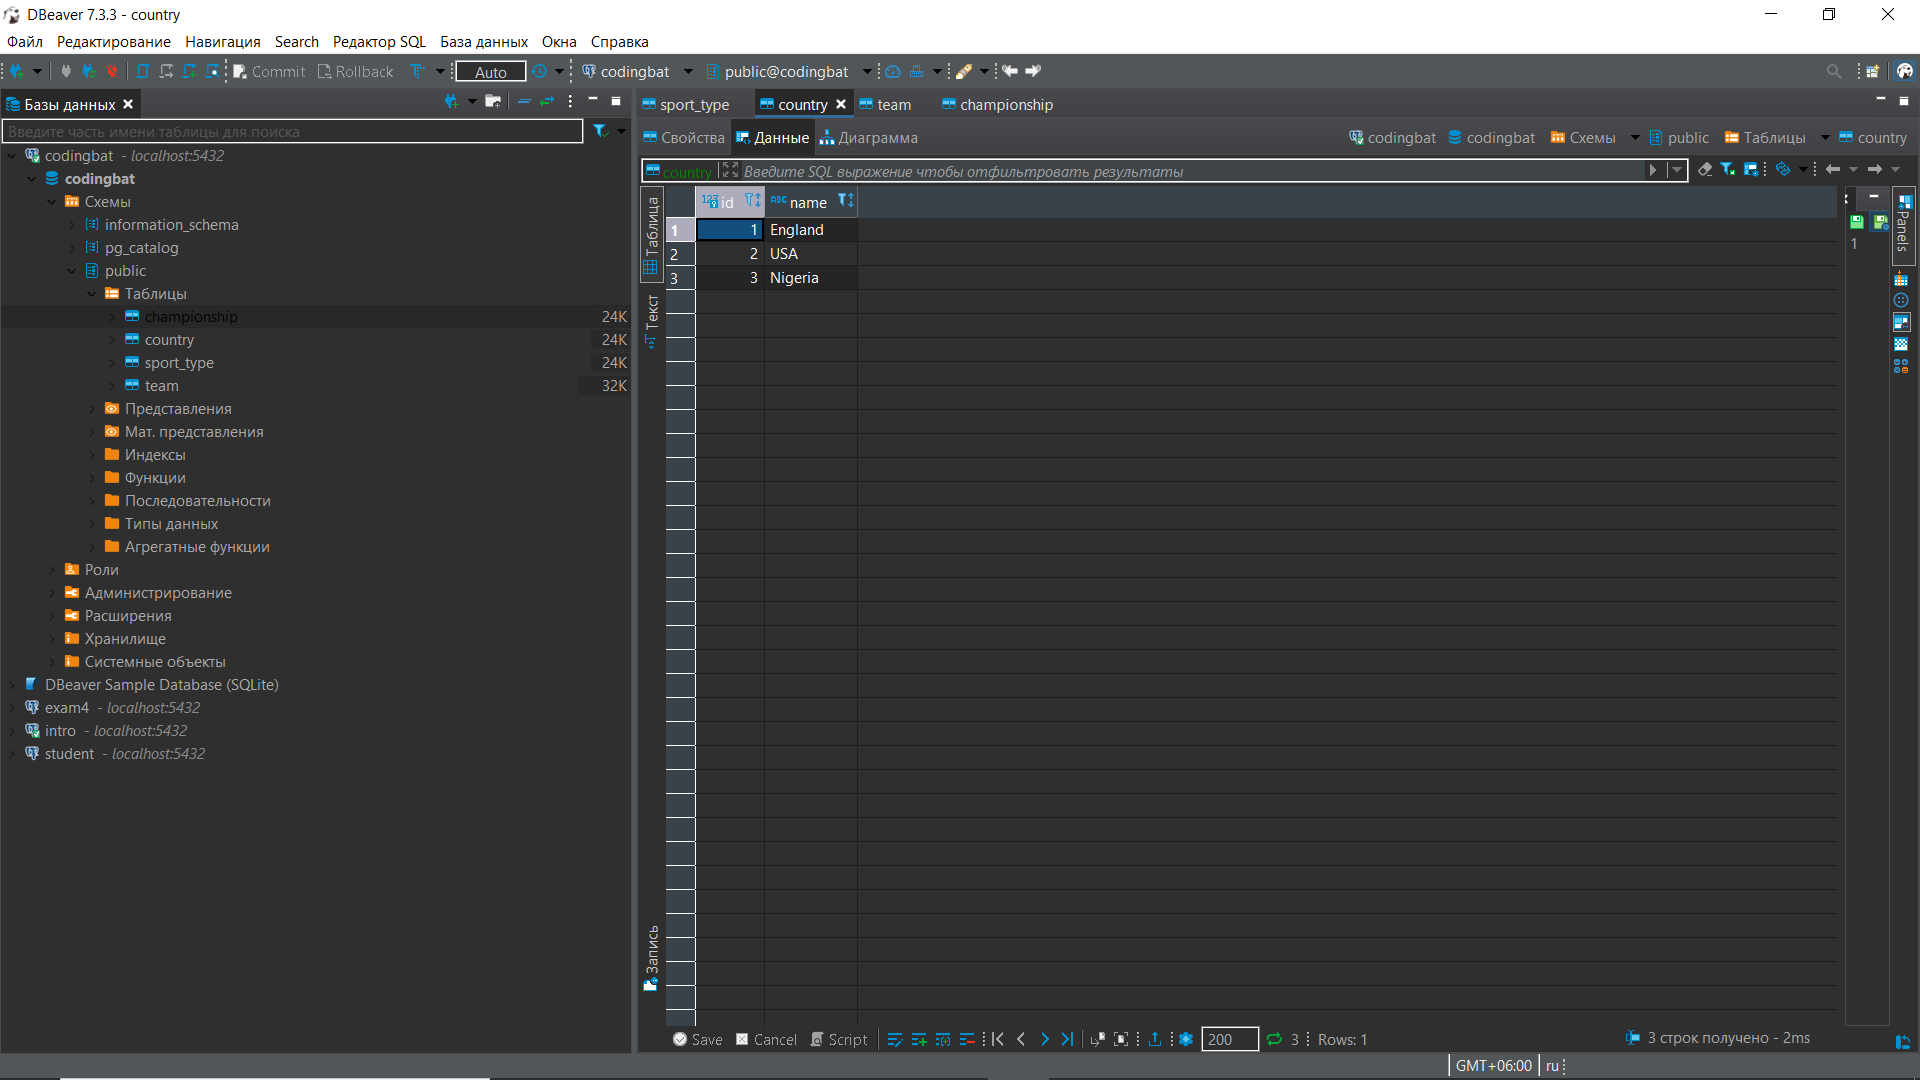 DBeaver 7.3.3 - country
Файл Редактирование Навигация Search Редактор SQL База данных Окна Справка
Commit Rollback Auto codingbat public@codingbat
Базы данных
Введите часть имени таблицы для поиска
codingbat - localhost:5432
codingbat
Схемы
information_schema
pg_catalog
public
Таблицы
championship 24K
country 24K
sport_type 24K
team 32K
Представления
Мат. представления
Индексы
Функции
Последовательности
Типы данных
Агрегатные функции
Роли
Администрирование
Расширения
Хранилище
Системные объекты
DBeaver Sample Database (SQLite)
exam4 - localhost:5432
intro - localhost:5432
student - localhost:5432
sport_type country team championship
Свойства Данные Диаграмма codingbat codingbat Схемы public Таблицы country
country Введите SQL выражение чтобы отфильтровать результаты
Таблица
Текст
Запись
123 id ABC name
1 1 England
2 2 USA
3 3 Nigeria
1
Panels
Save Cancel Script 200 3 Rows: 1 3 строк получено - 2ms
GMT+06:00 ru